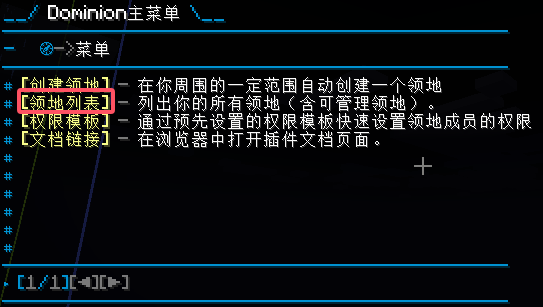 __/ Dominion主菜单 \__
— 🧭->菜单
# [创建领地] - 在你周围的一定范围自动创建一个领地
# [领地列表] - 列出你的所有领地（含可管理领地）。
# [权限模板] - 通过预先设置的权限模板快速设置领地成员的权限
# [文档链接] - 在浏览器中打开插件文档页面。
#
#
#
#
#
#
▸ [1/1][◀][▶]